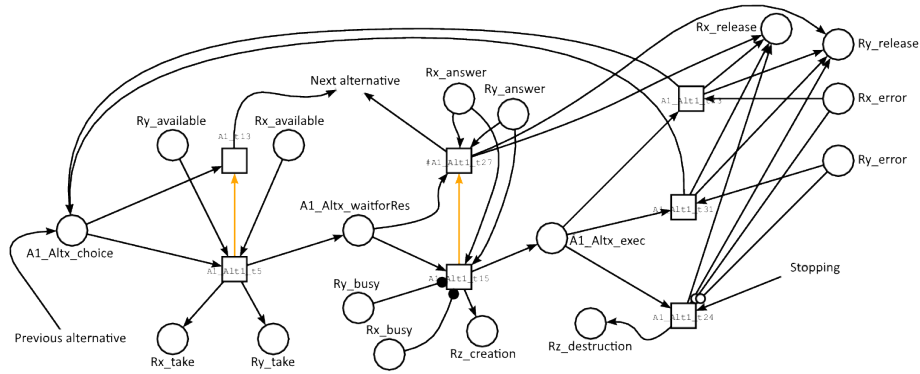 Rx_release
Ry_release
Rx_answer
Next alternative
Ry_answer
Rx_error
Ry_available
Rx_available
A1_t13
#A1_Alt1_t27
Ry_error
A1_Altx_waitforRes
A1_Alt1_t31
A1_Altx_choice
A1_Altx_exec
A1_Alt1_t5
A1_Alt1_t15
Stopping
Ry_busy
A1_Alt1_t24
Previous alternative
Rx_busy
Rz_creation
Rz_destruction
Rx_take
Ry_take